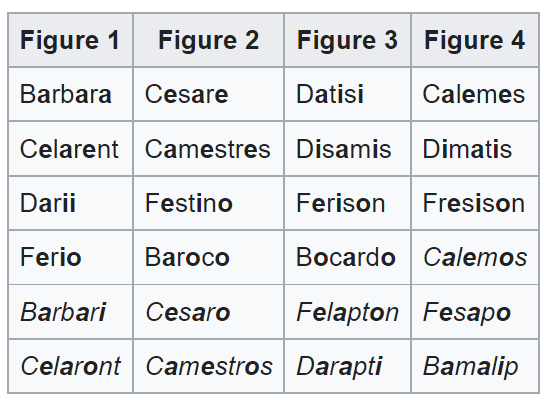 Figure 1 Figure 2 Figure 3 Figure 4
Barbara Cesare Datisi Calemes
Celarent Camestres Disamis Dimatis
Darii Festino Ferison Fresison
Ferio Baroco Bocardo Calemos
Barbari Cesaro Felapton Fesapo
Celaront Camestros Darapti Bamalip